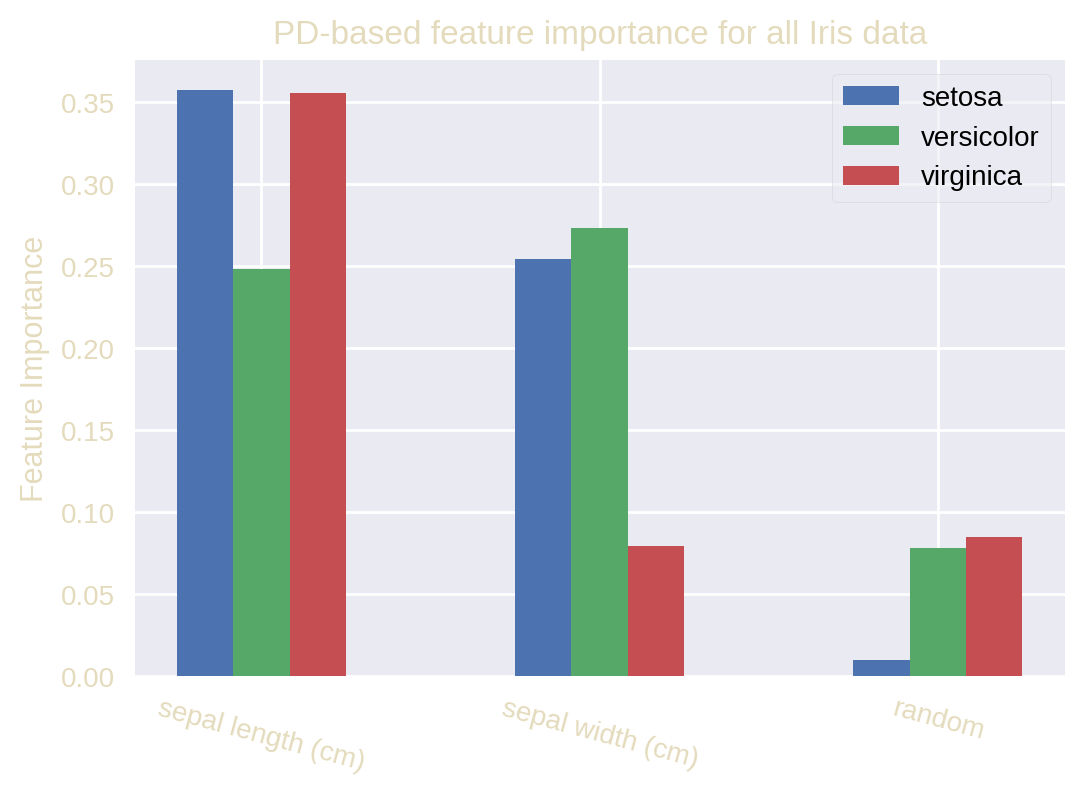 PD-based feature importance for all Iris data
setosa
versicolor
virginica
Feature Importance
0.35
0.30
0.25
0.20
0.15
0.10
0.05
0.00
sepal length (cm)
sepal width (cm)
random